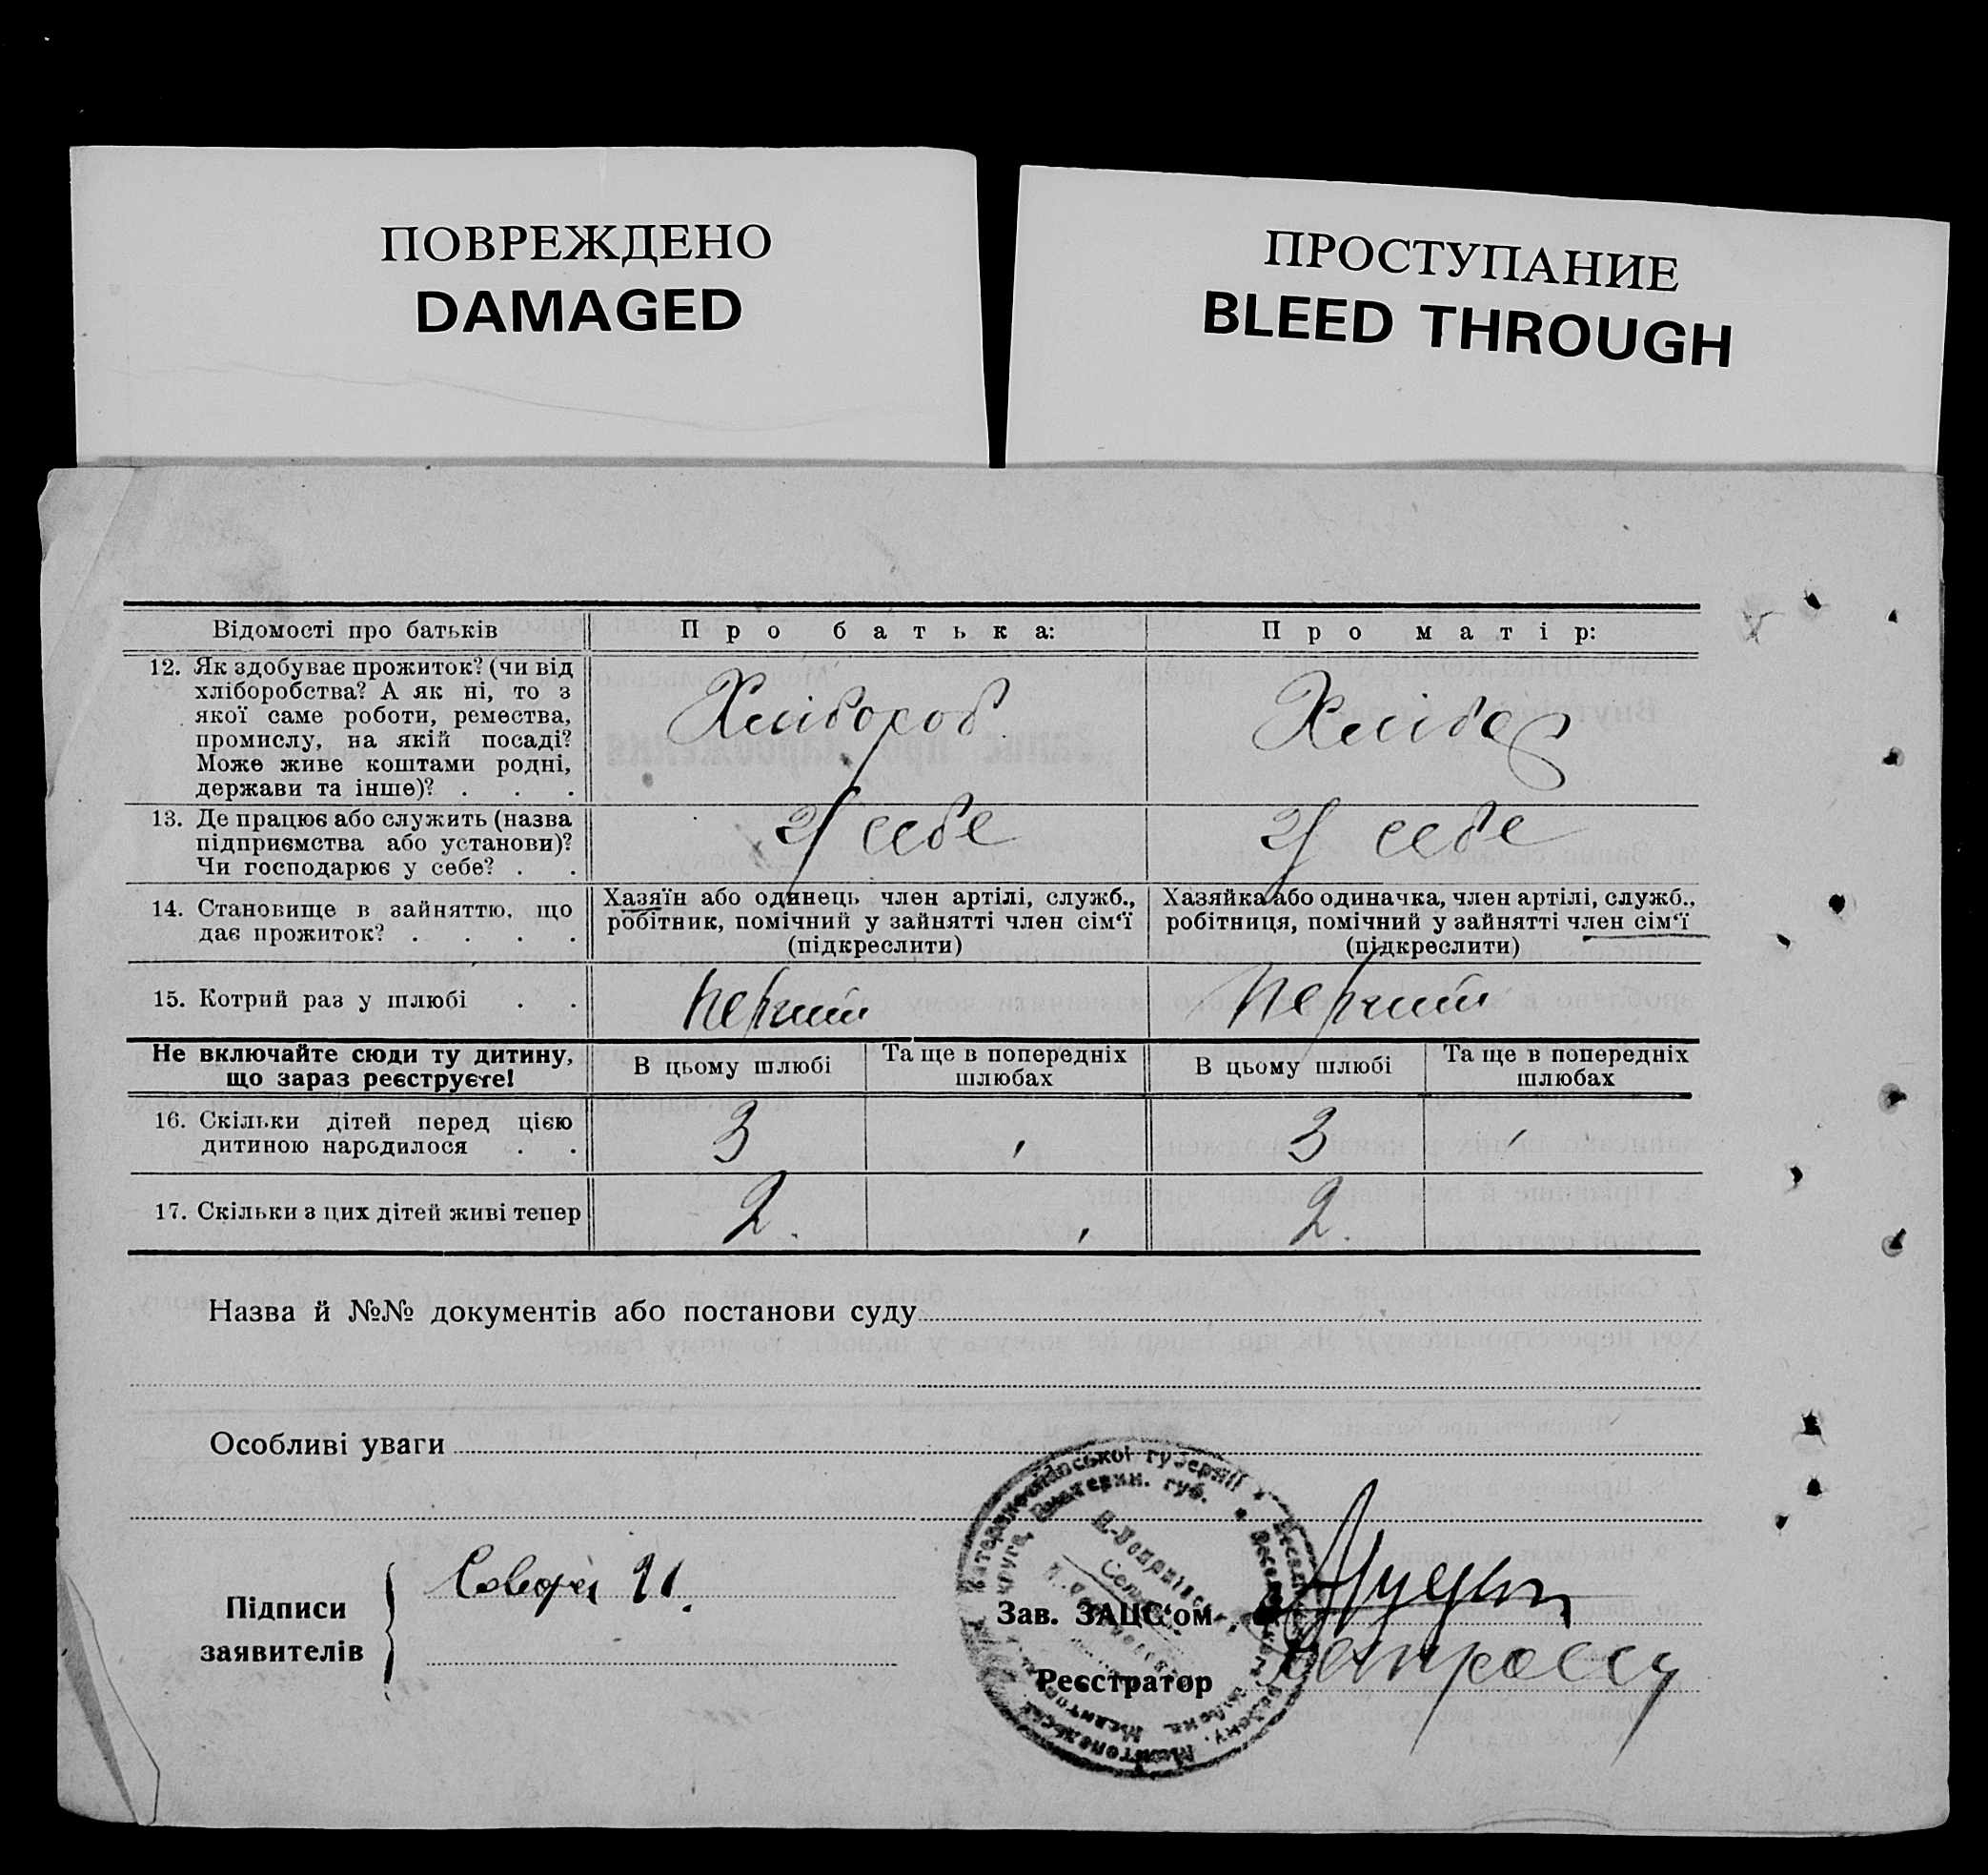 ПОВРЕЖДЕНО
DAMAGED
ПРОСТУПАНИЕ
BLEED THROUGH
Відомості про батьків
Про батька:
Про матір:
12. Як здобуває прожиток? (чи від
хліборобства? А як ні, то з
якої саме роботи, ремества,
промислу, на якій посаді?
Може живе коштами родні,
держави та інше)? . . .
Хлібороб
Хлібор
13. Де працює або служить (назва
підприємства або установи)?
Чи господарює у себе? . .
У себе
У себе
14. Становище в зайняттю, що
дає прожиток? . . . .
Хазяїн або одинець член артілі, служб.,
робітник, помічний у зайнятті член сім‘ї
(підкреслити)
Хазяйка або одиначка, член артілі, служб.,
робітниця, помічний у зайнятті член сім‘ї
(підкреслити)
15. Котрий раз у шлюбі . .
перший
перший
Не включайте сюди ту дитину,
що зараз реєструєте!
В цьому шлюбі
Та ще в попередніх
шлюбах
В цьому шлюбі
Та ще в попередніх
шлюбах
16. Скільки дітей перед цією
дитиною народилося . .
3
3
17. Скільки з цих дітей живі тепер
2.
2.
Назва й №№ документів або постанови суду
Особливі уваги
Підписи
заявителів
Зав. ЗАЦС‘ом
Реєстратор